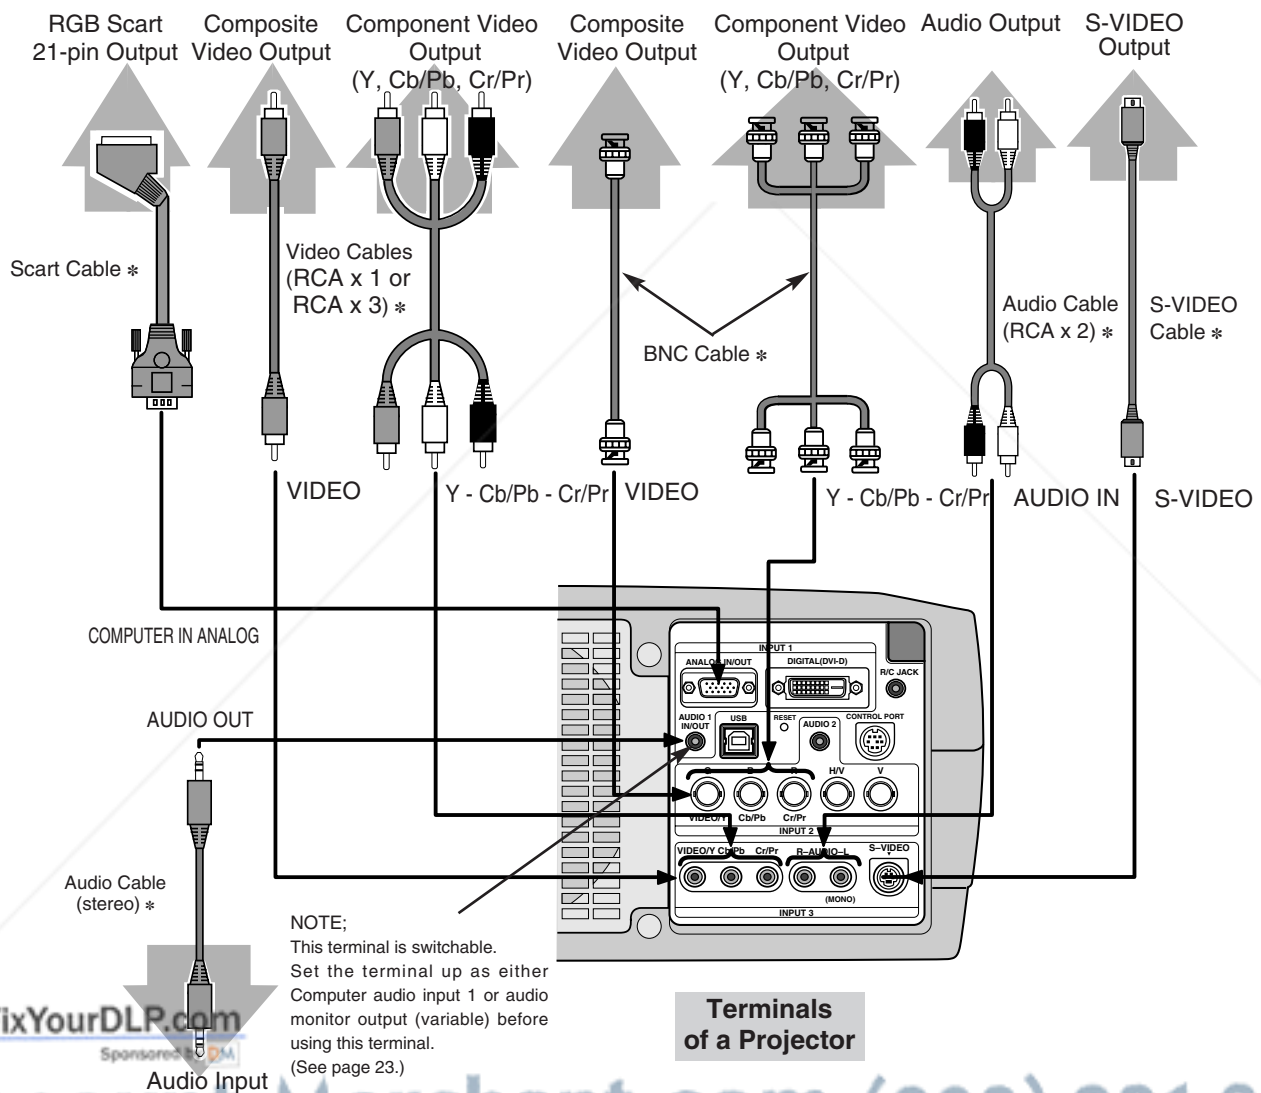 RGB Scart
21-pin Output
Composite
Video Output
Component Video
Output
(Y, Cb/Pb, Cr/Pr)
Composite
Video Output
Component Video
Output
(Y, Cb/Pb, Cr/Pr)
Audio Output
S-VIDEO
Output
Scart Cable *
Video Cables
(RCA x 1 or
RCA x 3) *
BNC Cable *
Audio Cable
(RCA x 2) *
S-VIDEO
Cable *
VIDEO
Y - Cb/Pb - Cr/Pr
VIDEO
Y - Cb/Pb - Cr/Pr
AUDIO IN
S-VIDEO
COMPUTER IN ANALOG
INPUT 1
ANALOG IN/OUT
DIGITAL(DVI-D)
R/C JACK
AUDIO OUT
AUDIO 1
IN/OUT
USB
RESET
AUDIO 2
CONTROL PORT
G
B
R
H/V
V
VIDEO/Y
Cb/Pb
Cr/Pr
INPUT 2
VIDEO/Y
Cb/Pb
Cr/Pr
R–AUDIO–L
S–VIDEO
(MONO)
INPUT 3
Audio Cable
(stereo) *
NOTE;
This terminal is switchable.
Set the terminal up as either
Computer audio input 1 or audio
monitor output (variable) before
using this terminal.
(See page 23.)
Terminals
of a Projector
ixYourDLP.com
Sponsored by DM
Audio Input